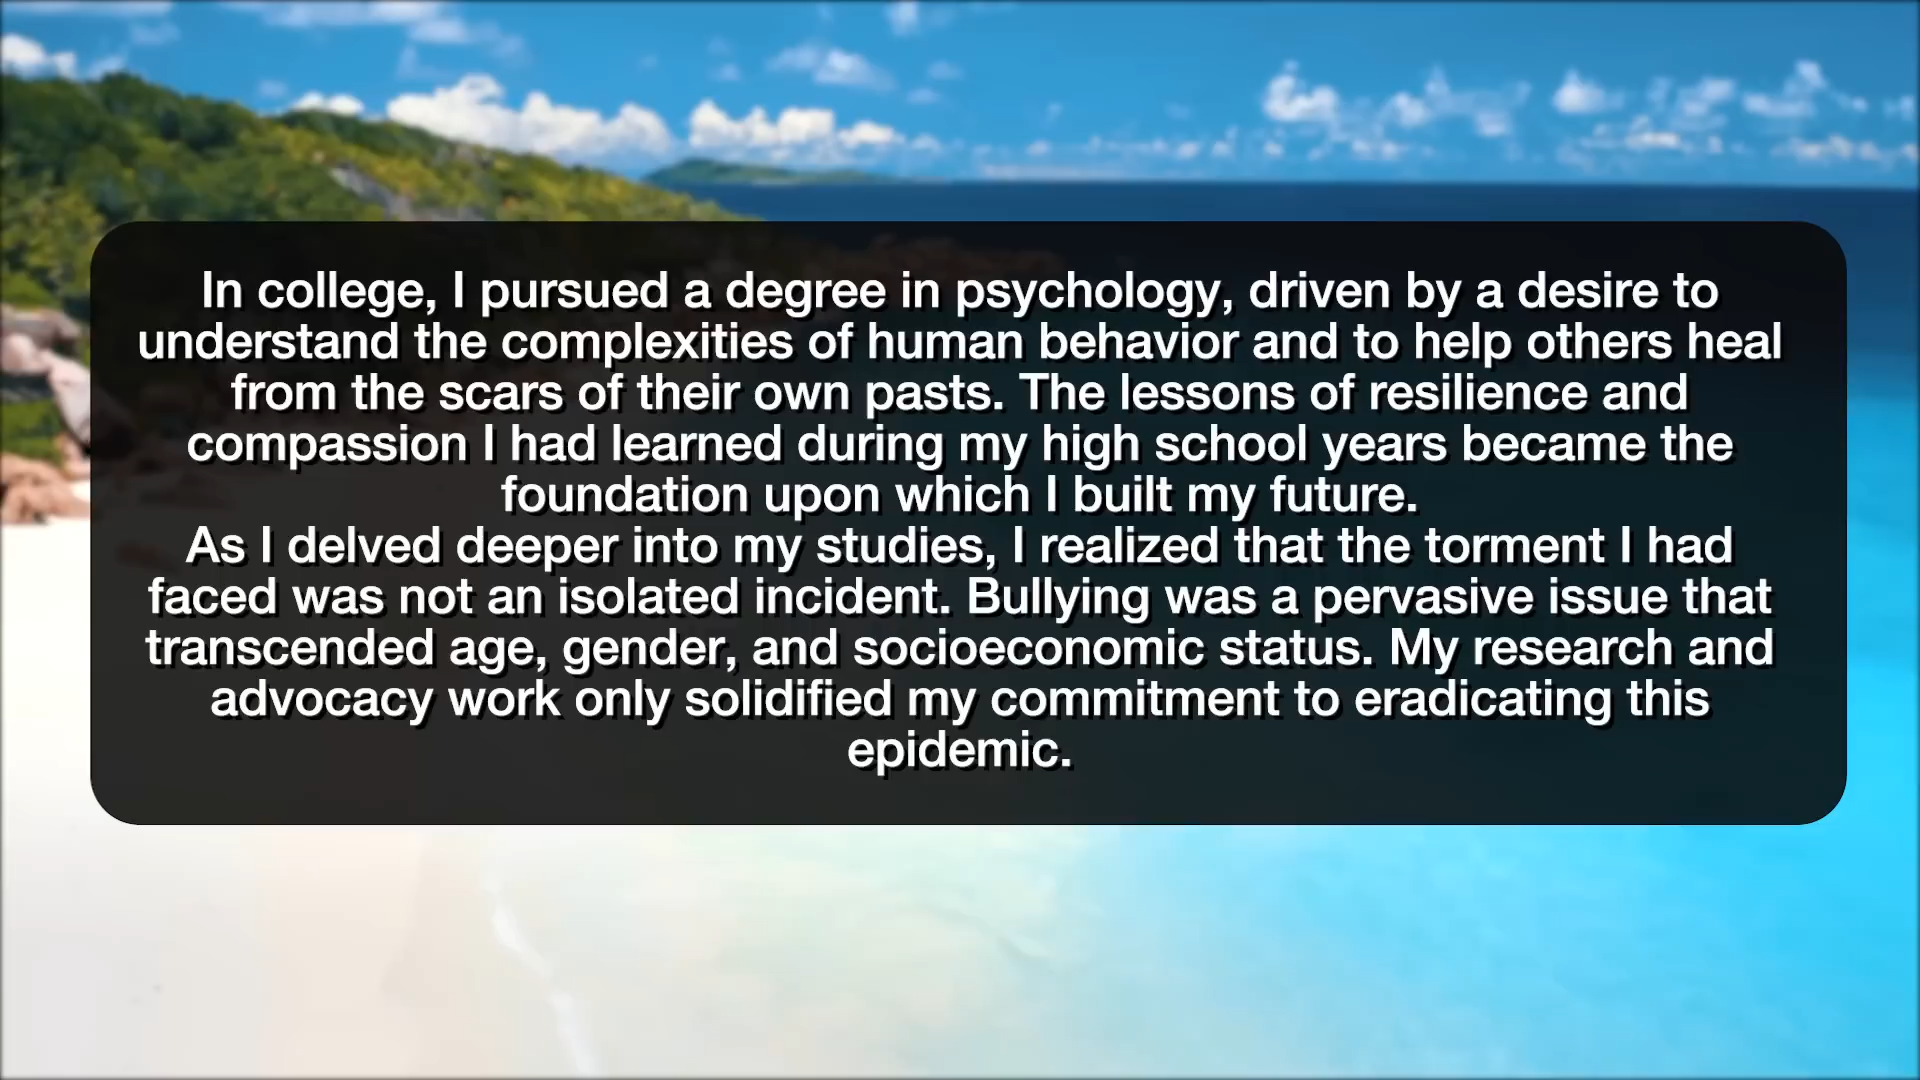 In college, I pursued a degree in psychology, driven by a desire to
understand the complexities of human behavior and to help others heal
from the scars of their own pasts. The lessons of resilience and
compassion I had learned during my high school years became the
foundation upon which I built my future.
As I delved deeper into my studies, I realized that the torment I had
faced was not an isolated incident. Bullying was a pervasive issue that
transcended age, gender, and socioeconomic status. My research and
advocacy work only solidified my commitment to eradicating this
epidemic.